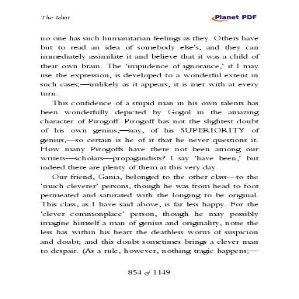 The Idiot
Planet PDF
no one has such humanitarian feelings as they. Others have
but to read an idea of somebody else's, and they can
immediately assimilate it and believe that it was a child of
their own brain. The 'impudence of ignorance,' if I may
use the expression, is developed to a wonderful extent in
such cases;—unlikely as it appears, it is met with at every
turn.
This confidence of a stupid man in his own talents has
been wonderfully depicted by Gogol in the amazing
character of Pirogoff. Pirogoff has not the slightest doubt
of his own genius,—nay, of his SUPERIORITY of
genius,—so certain is he of it that he never questions it.
How many Pirogoffs have there not been among our
writers—scholars—propagandists? I say 'have been,' but
indeed there are plenty of them at this very day.
Our friend, Gania, belonged to the other class—to the
'much cleverer' persons, though he was from head to foot
permeated and saturated with the longing to be original.
This class, as I have said above, is far less happy. For the
'clever commonplace' person, though he may possibly
imagine himself a man of genius and originality, none the
less has within his heart the deathless worm of suspicion
and doubt; and this doubt sometimes brings a clever man
to despair. (As a rule, however, nothing tragic happens;—
854 of 1149